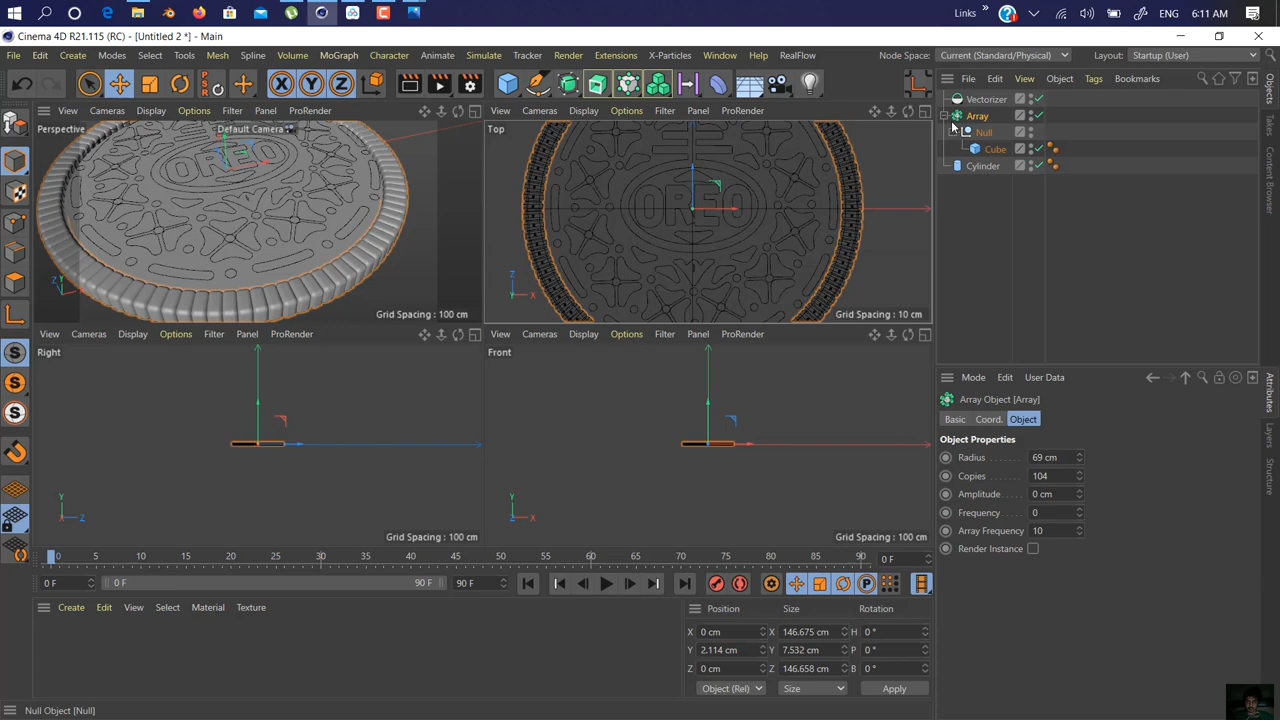 Links » ENG 6:11 AM
Cinema 4D R21.115 (RC) - [Untitled 2 *] - Main
File Edit Create Modes Select Tools Mesh Spline Volume MoGraph Character Animate Simulate Tracker Render Extensions X-Particles Window Help RealFlow Node Space: Current (Standard/Physical) Layout: Startup (User)
X Y Z
File Edit View Object Tags Bookmarks
View Cameras Display Options Filter Panel ProRender
View Cameras Display Options Filter Panel ProRender
Perspective Default Camera
Top
OREO
OREO
Grid Spacing : 100 cm
Grid Spacing : 10 cm
Vectorizer
Array
Null
Cube
Cylinder
View Cameras Display Options Filter Panel ProRender
View Cameras Display Options Filter Panel ProRender
Right
Front
Grid Spacing : 100 cm
Grid Spacing : 100 cm
Mode Edit User Data
Array Object [Array]
Basic Coord. Object
Object Properties
Radius 69 cm
Copies 104
Amplitude 0 cm
Frequency 0
Array Frequency 10
Render Instance
Objects
Takes
Content Browser
Attributes
Layers
Structure
0 5 10 15 20 25 30 35 40 45 50 55 60 65 70 75 80 85 90 0 F
0 F 0 F 90 F 90 F
Create Edit View Select Material Texture
Position Size Rotation
X 0 cm X 146.675 cm H 0 °
Y 2.114 cm Y 7.532 cm P 0 °
Z 0 cm Z 146.658 cm B 0 °
Object (Rel) Size Apply
Null Object [Null]